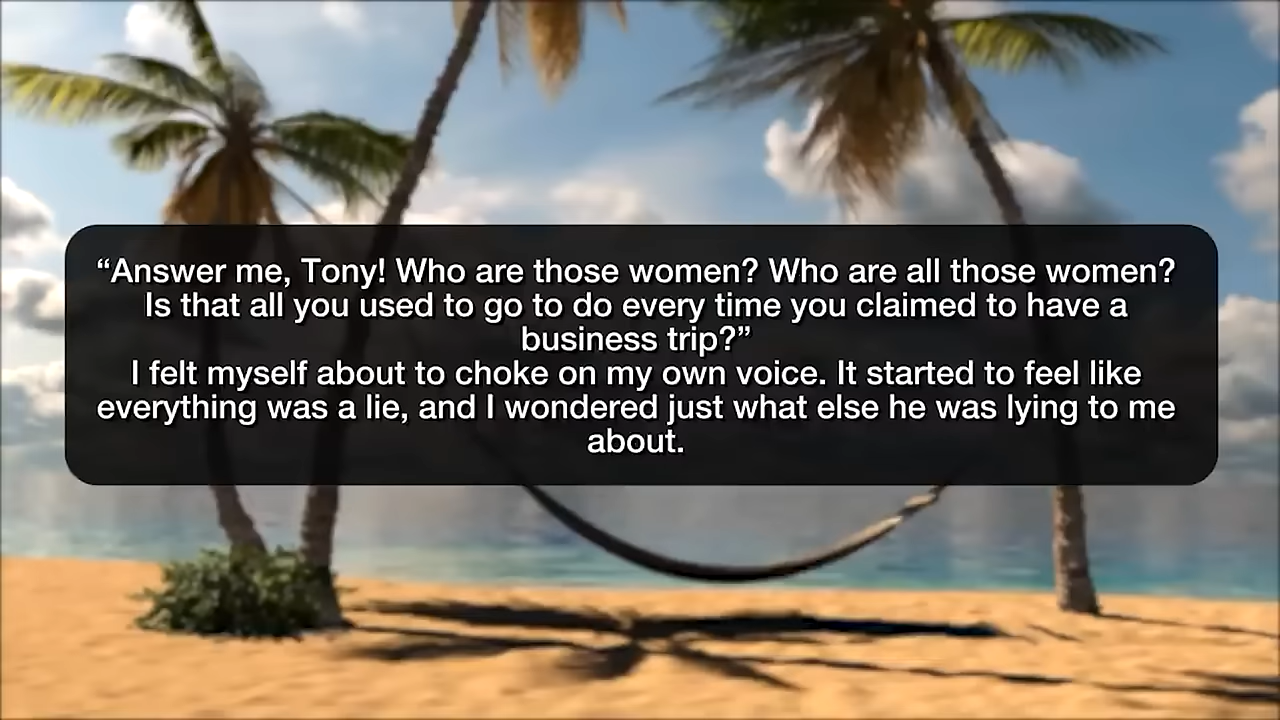 “Answer me, Tony! Who are those women? Who are all those women?
Is that all you used to go to do every time you claimed to have a
business trip?”
I felt myself about to choke on my own voice. It started to feel like
everything was a lie, and I wondered just what else he was lying to me
about.